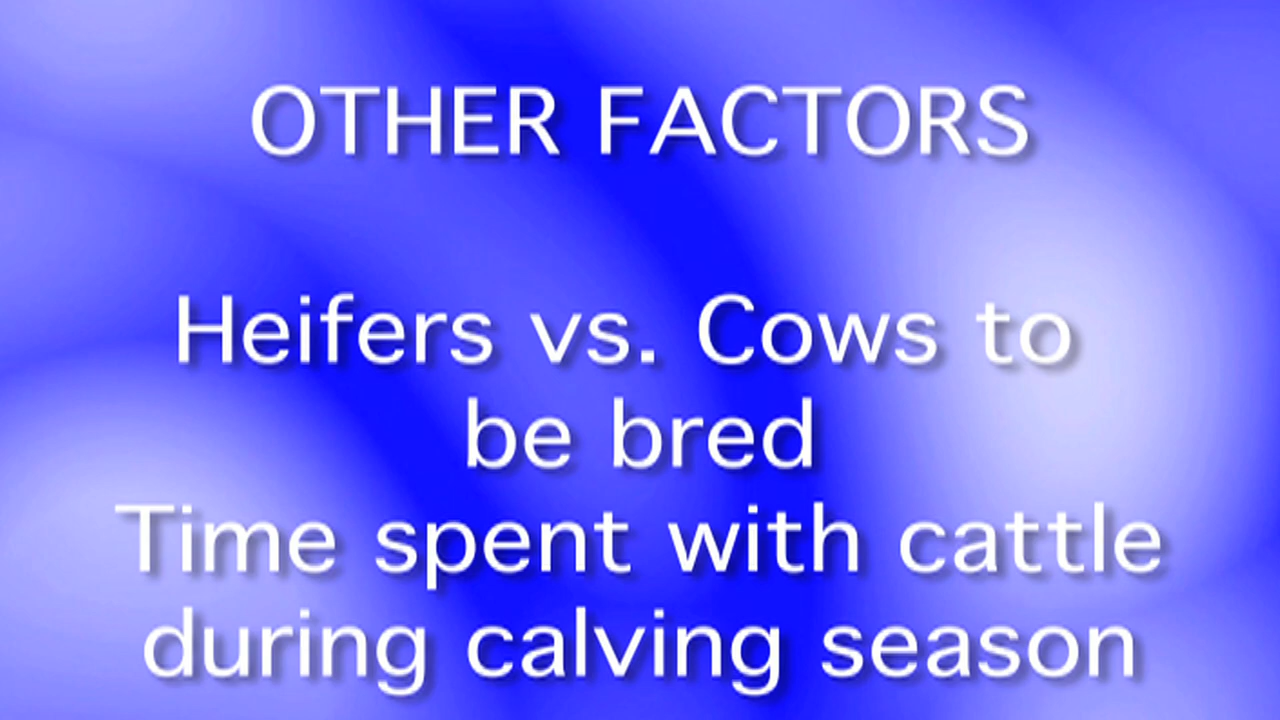 OTHER FACTORS
Heifers vs. Cows to
be bred
Time spent with cattle
during calving season